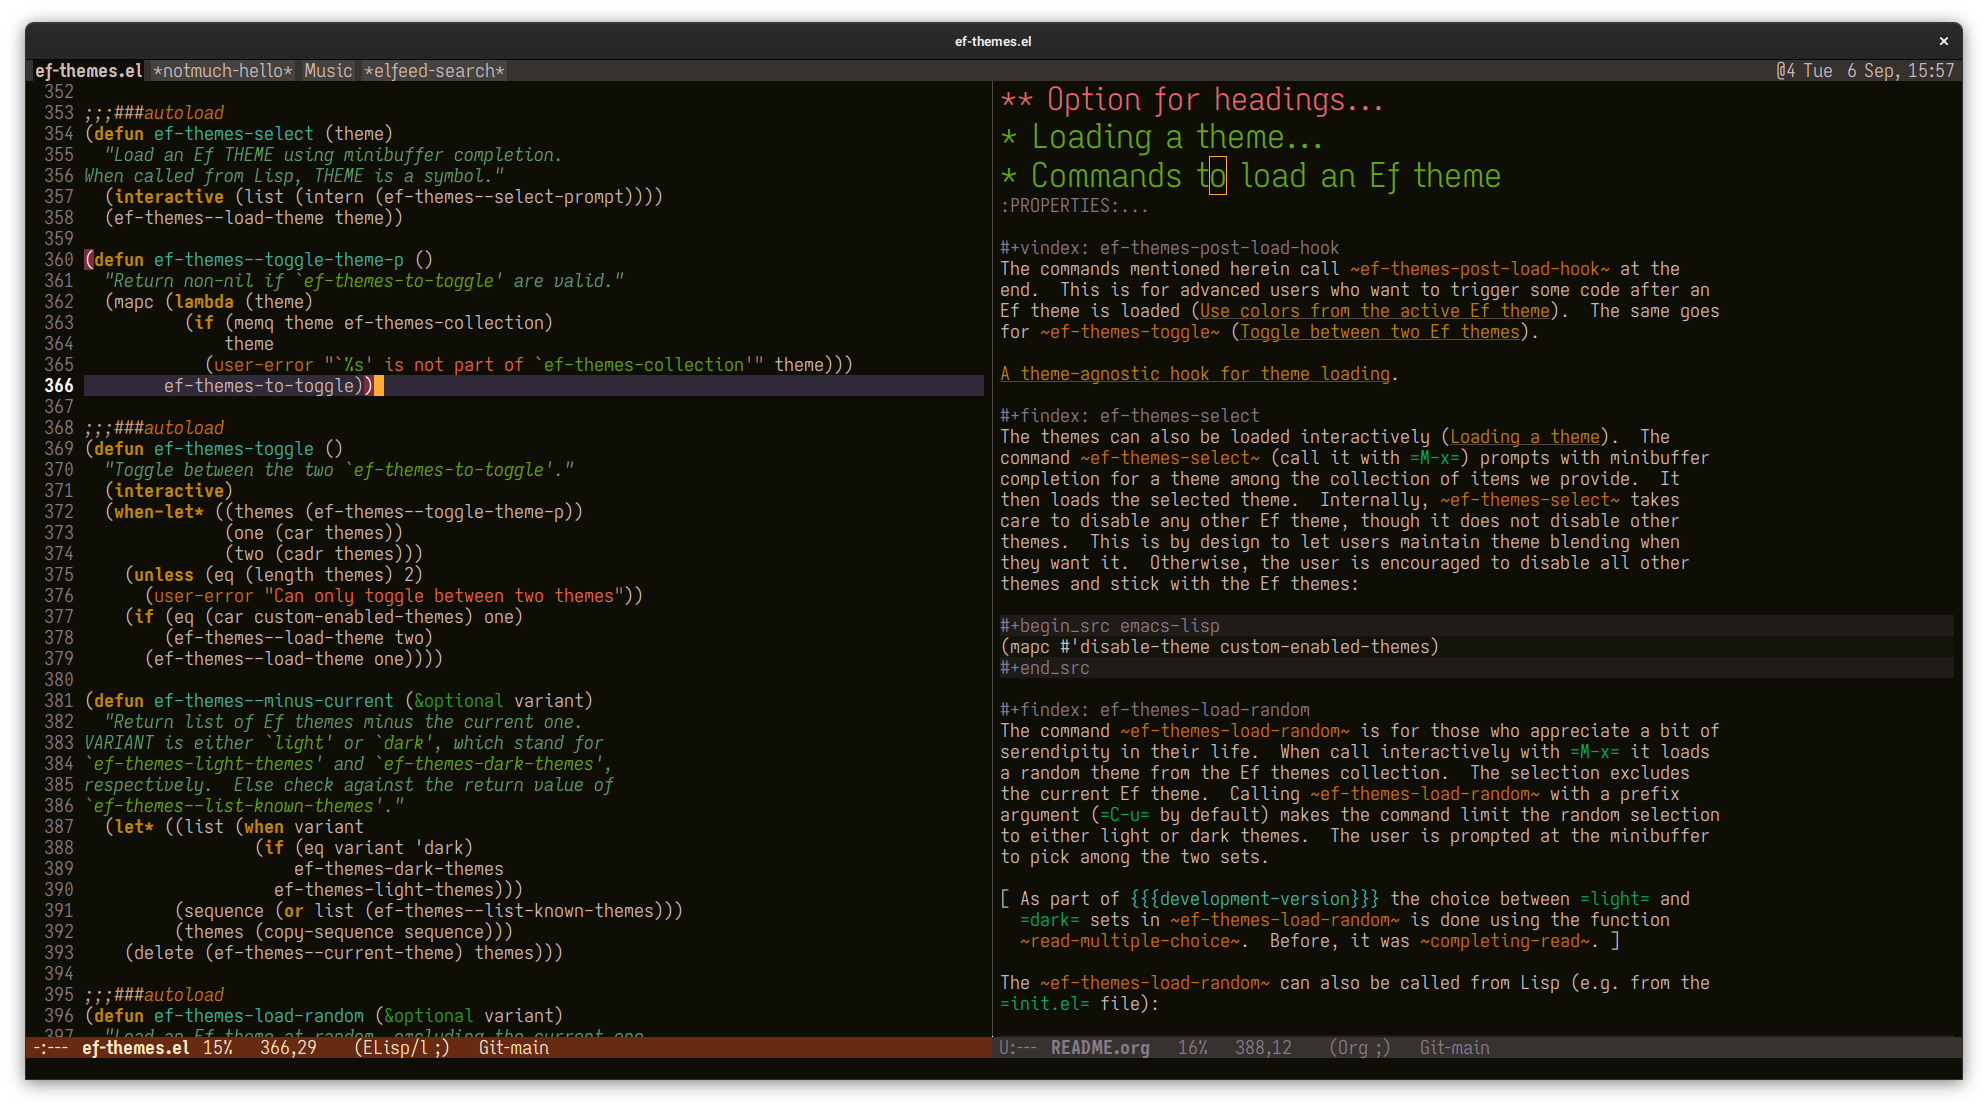 ef-themes.el
ef-themes.el *notmuch-hello* Music *elfeed-search* @4 Tue  6 Sep, 15:57
352
353 ;;;###autoload
354 (defun ef-themes-select (theme)
355   "Load an Ef THEME using minibuffer completion.
356 When called from Lisp, THEME is a symbol."
357   (interactive (list (intern (ef-themes--select-prompt))))
358   (ef-themes--load-theme theme))
359
360 (defun ef-themes--toggle-theme-p ()
361   "Return non-nil if `ef-themes-to-toggle' are valid."
362   (mapc (lambda (theme)
363           (if (memq theme ef-themes-collection)
364               theme
365             (user-error "`%s' is not part of `ef-themes-collection'" theme)))
366         ef-themes-to-toggle))
367
368 ;;;###autoload
369 (defun ef-themes-toggle ()
370   "Toggle between the two `ef-themes-to-toggle'."
371   (interactive)
372   (when-let* ((themes (ef-themes--toggle-theme-p))
373               (one (car themes))
374               (two (cadr themes)))
375     (unless (eq (length themes) 2)
376       (user-error "Can only toggle between two themes"))
377     (if (eq (car custom-enabled-themes) one)
378         (ef-themes--load-theme two)
379       (ef-themes--load-theme one))))
380
381 (defun ef-themes--minus-current (&optional variant)
382   "Return list of Ef themes minus the current one.
383 VARIANT is either `light' or `dark', which stand for
384 `ef-themes-light-themes' and `ef-themes-dark-themes',
385 respectively.  Else check against the return value of
386 `ef-themes--list-known-themes'."
387   (let* ((list (when variant
388                  (if (eq variant 'dark)
389                      ef-themes-dark-themes
390                    ef-themes-light-themes)))
391          (sequence (or list (ef-themes--list-known-themes)))
392          (themes (copy-sequence sequence)))
393     (delete (ef-themes--current-theme) themes)))
394
395 ;;;###autoload
396 (defun ef-themes-load-random (&optional variant)
397   "Load an Ef theme at random, excluding the current one.
-:--- ef-themes.el 15% 366,29 (ELisp/l ;) Git-main
** Option for headings...
* Loading a theme...
* Commands to load an Ef theme
:PROPERTIES:...
#+vindex: ef-themes-post-load-hook
The commands mentioned herein call ~ef-themes-post-load-hook~ at the
end.  This is for advanced users who want to trigger some code after an
Ef theme is loaded (Use colors from the active Ef theme).  The same goes
for ~ef-themes-toggle~ (Toggle between two Ef themes).
A theme-agnostic hook for theme loading.
#+findex: ef-themes-select
The themes can also be loaded interactively (Loading a theme).  The
command ~ef-themes-select~ (call it with =M-x=) prompts with minibuffer
completion for a theme among the collection of items we provide.  It
then loads the selected theme.  Internally, ~ef-themes-select~ takes
care to disable any other Ef theme, though it does not disable other
themes.  This is by design to let users maintain theme blending when
they want it.  Otherwise, the user is encouraged to disable all other
themes and stick with the Ef themes:
#+begin_src emacs-lisp
(mapc #'disable-theme custom-enabled-themes)
#+end_src
#+findex: ef-themes-load-random
The command ~ef-themes-load-random~ is for those who appreciate a bit of
serendipity in their life.  When call interactively with =M-x= it loads
a random theme from the Ef themes collection.  The selection excludes
the current Ef theme.  Calling ~ef-themes-load-random~ with a prefix
argument (=C-u= by default) makes the command limit the random selection
to either light or dark themes.  The user is prompted at the minibuffer
to pick among the two sets.
[ As part of {{{development-version}}} the choice between =light= and
  =dark= sets in ~ef-themes-load-random~ is done using the function
  ~read-multiple-choice~.  Before, it was ~completing-read~. ]
The ~ef-themes-load-random~ can also be called from Lisp (e.g. from the
=init.el= file):
U:--- README.org 16% 388,12 (Org ;) Git-main